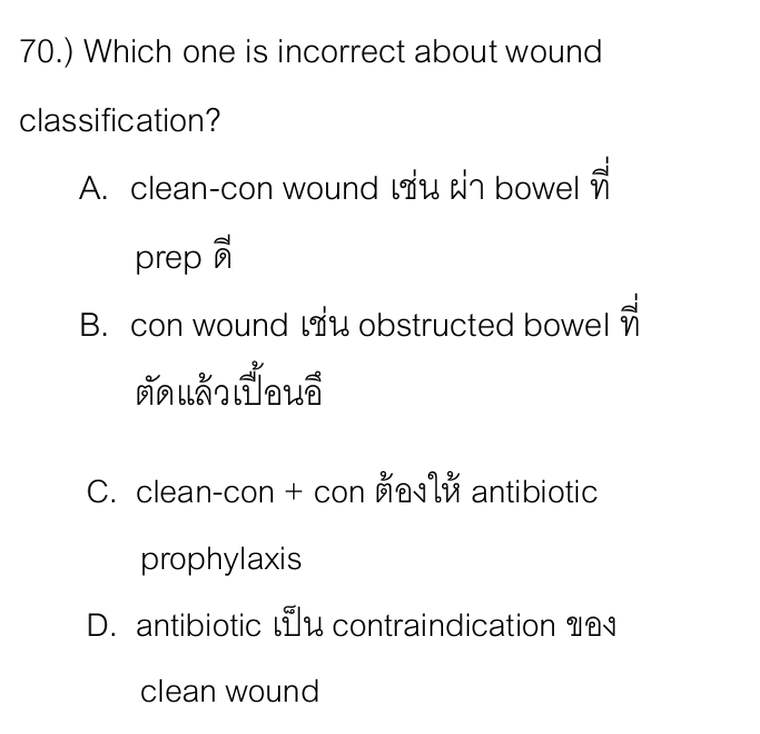 70.) Which one is incorrect about wound
classification?
A. clean-con wound เช่น ผ่า bowel ที่
prep ดี
B. con wound เช่น obstructed bowel ที่
ตัดแล้วเปื้อนอึ
C. clean-con + con ต้องให้ antibiotic
prophylaxis
D. antibiotic เป็น contraindication ของ
clean wound